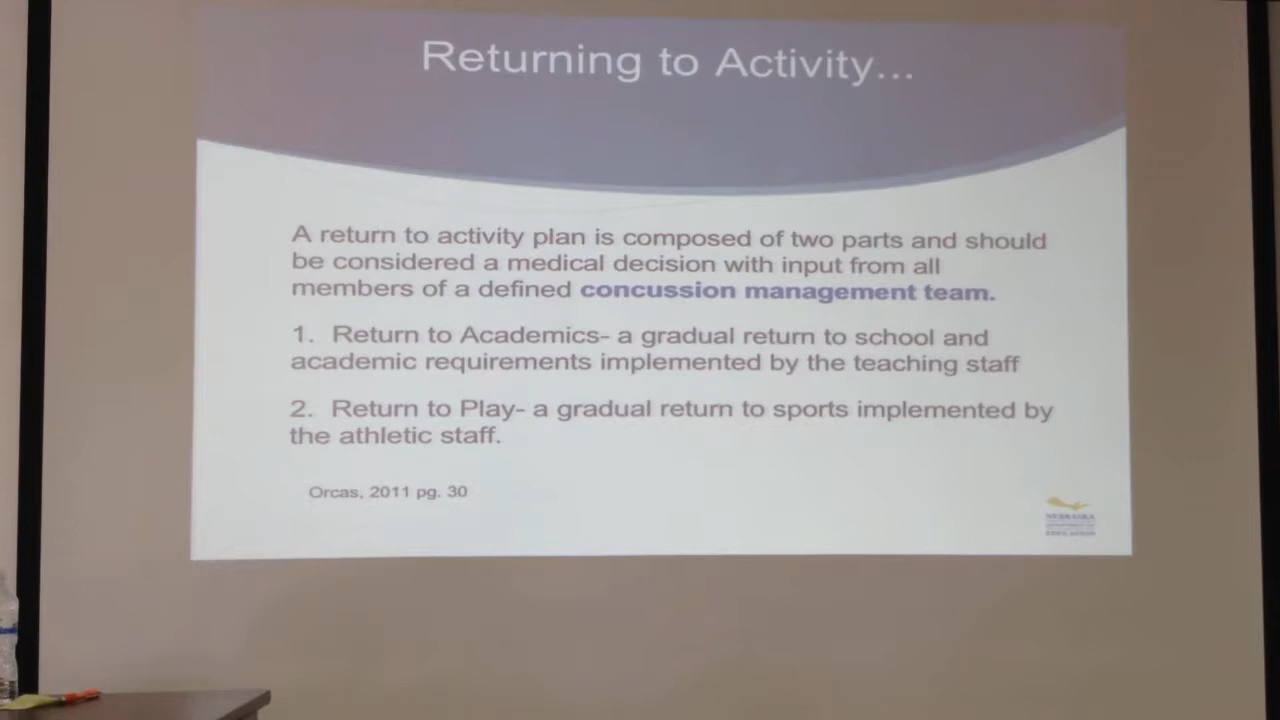 Returning to Activity...
A return to activity plan is composed of two parts and should
be considered a medical decision with input from all
members of a defined concussion management team.
1. Return to Academics- a gradual return to school and
academic requirements implemented by the teaching staff
2. Return to Play- a gradual return to sports implemented by
the athletic staff.
Orcas, 2011 pg. 30
NEBRASKA